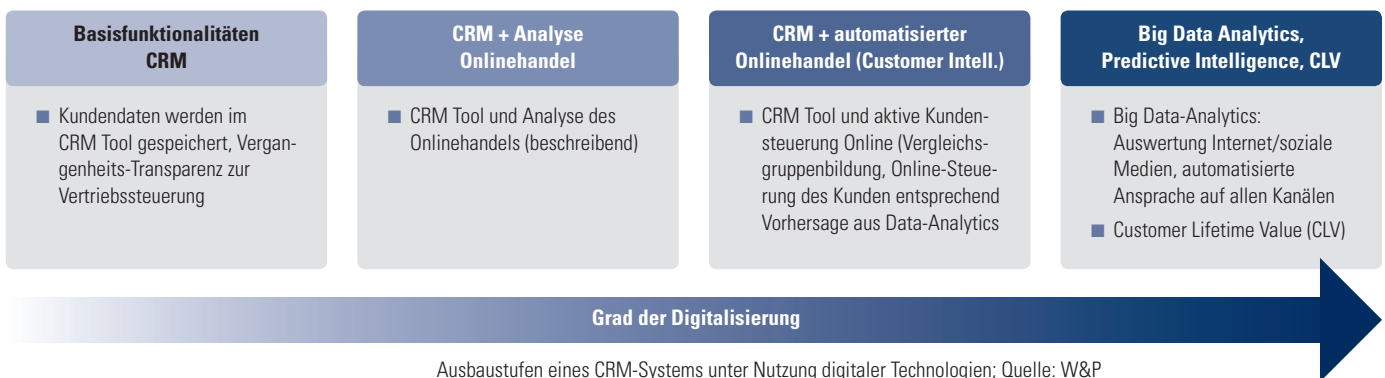 Basisfunktionalitäten
CRM
■ Kundendaten werden im
CRM Tool gespeichert, Vergan-
genheits-Transparenz zur
Vertriebssteuerung
CRM + Analyse
Onlinehandel
■ CRM Tool und Analyse des
Onlinehandels (beschreibend)
CRM + automatisierter
Onlinehandel (Customer Intell.)
■ CRM Tool und aktive Kunden-
steuerung Online (Vergleichs-
gruppenbildung, Online-Steue-
rung des Kunden entsprechend
Vorhersage aus Data-Analytics
Big Data Analytics,
Predictive Intelligence, CLV
■ Big Data-Analytics:
Auswertung Internet/soziale
Medien, automatisierte
Ansprache auf allen Kanälen
■ Customer Lifetime Value (CLV)
Grad der Digitalisierung
Ausbaustufen eines CRM-Systems unter Nutzung digitaler Technologien; Quelle: W&P